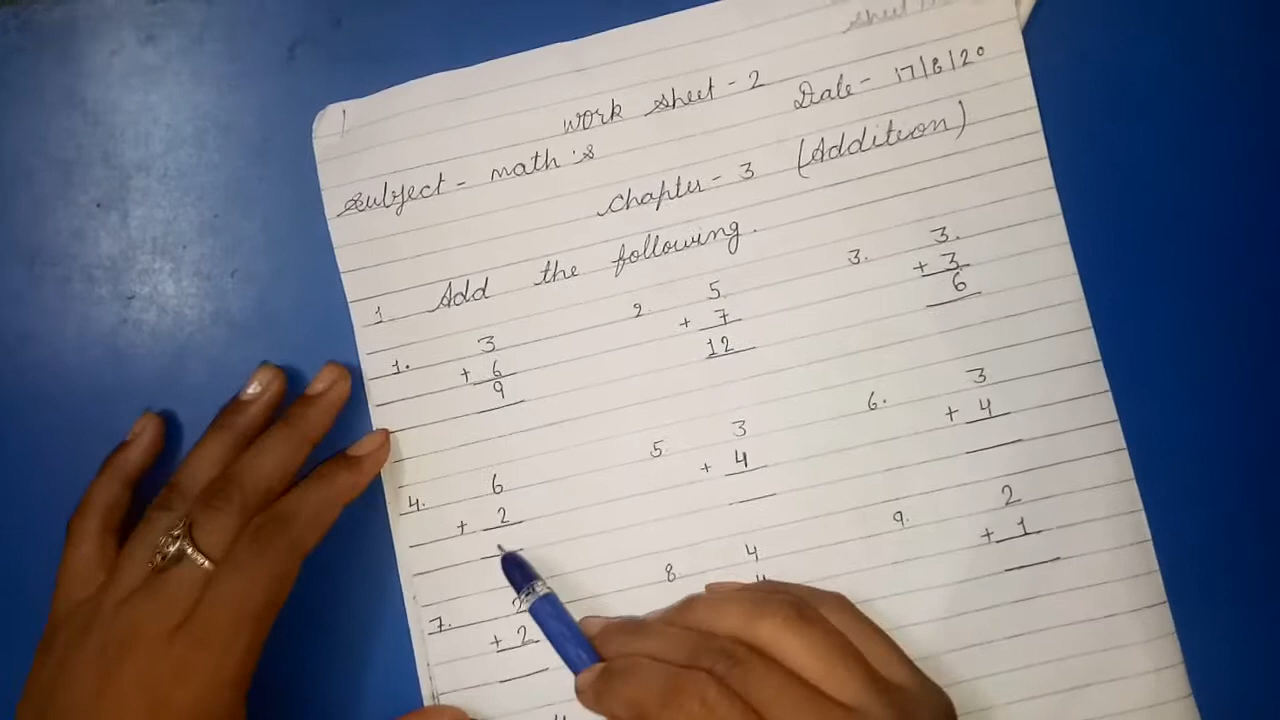 Work sheet - 2
Date - 17/8/20
Subject - math's
Chapter - 3 (Addition)
1. Add the following.
1. 3 + 6 9
2. 5 + 7 12
3. 3. + 3 6
4. 6 + 2
5. 3 + 4
6. 3 + 4
7. + 2
8 4
9. 2 + 1